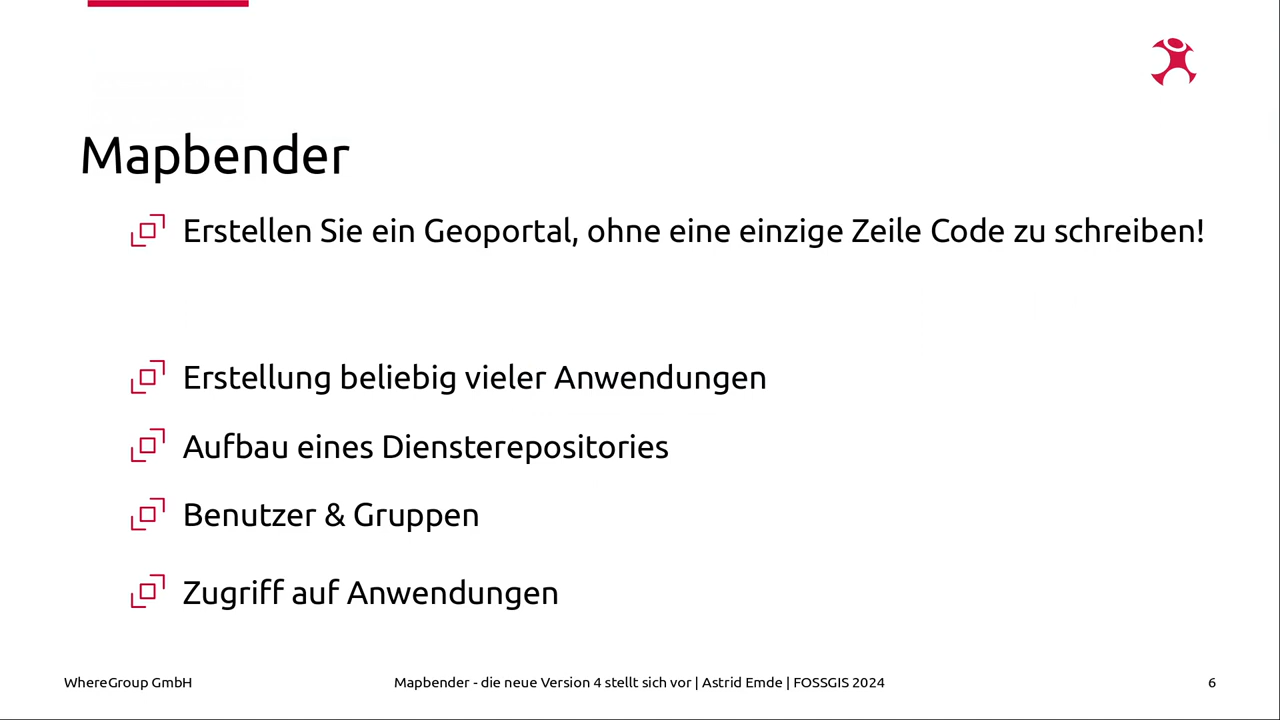 Mapbender
Erstellen Sie ein Geoportal, ohne eine einzige Zeile Code zu schreiben!
Erstellung beliebig vieler Anwendungen
Aufbau eines Diensterepositories
Benutzer & Gruppen
Zugriff auf Anwendungen
WhereGroup GmbH
Mapbender - die neue Version 4 stellt sich vor | Astrid Emde | FOSSGIS 2024
6